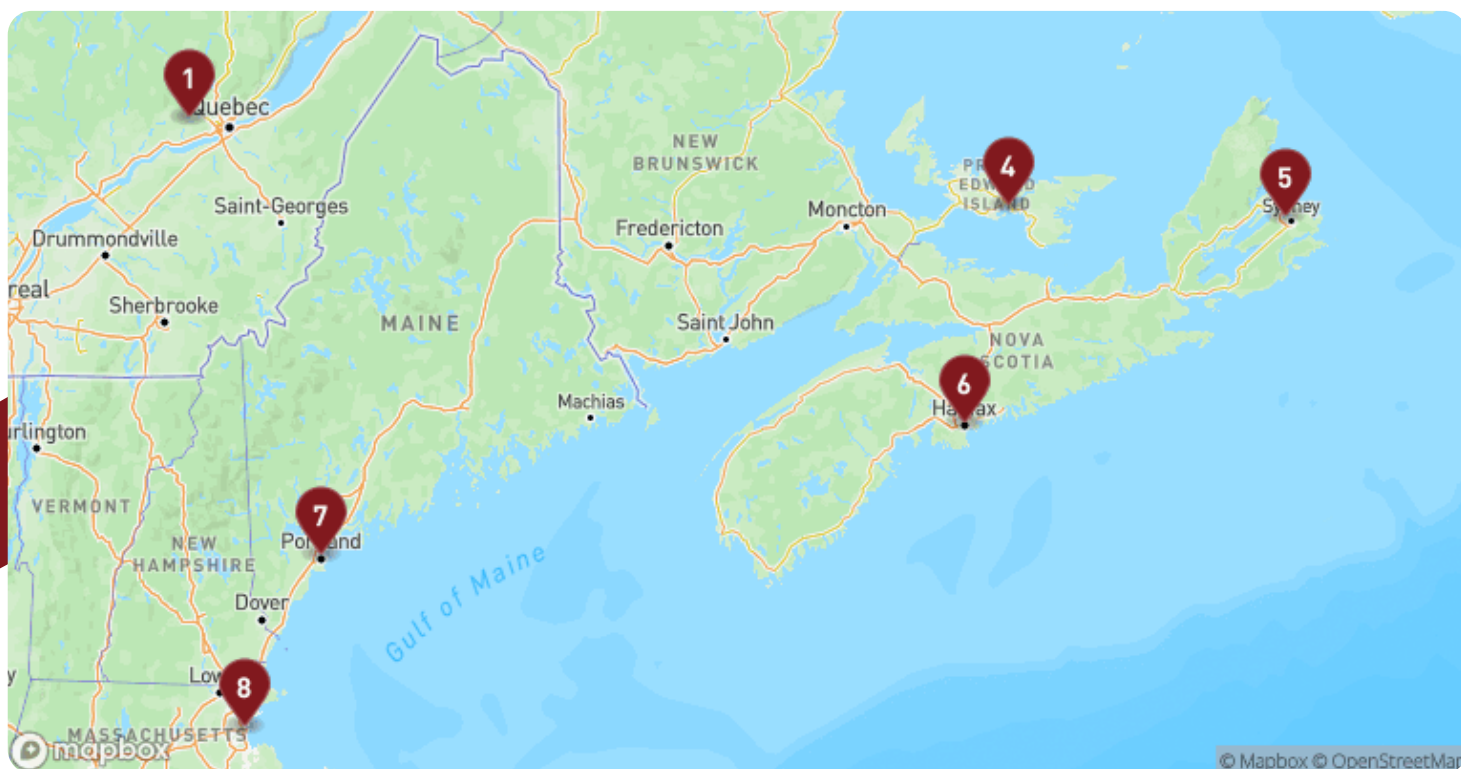 1
Quebec
NEW
BRUNSWICK
4
EDWARD
ISLAND
5
Sydney
Saint-Georges
Moncton
Fredericton
Drummondville
real
Sherbrooke
MAINE
Saint John
NOVA
SCOTIA
6
Halifax
Machias
urlington
VERMONT
7
Portland
NEW
HAMPSHIRE
Gulf of Maine
Dover
y
Low
8
MASSACHUSETTS
mapbox
© Mapbox © OpenStreetMap